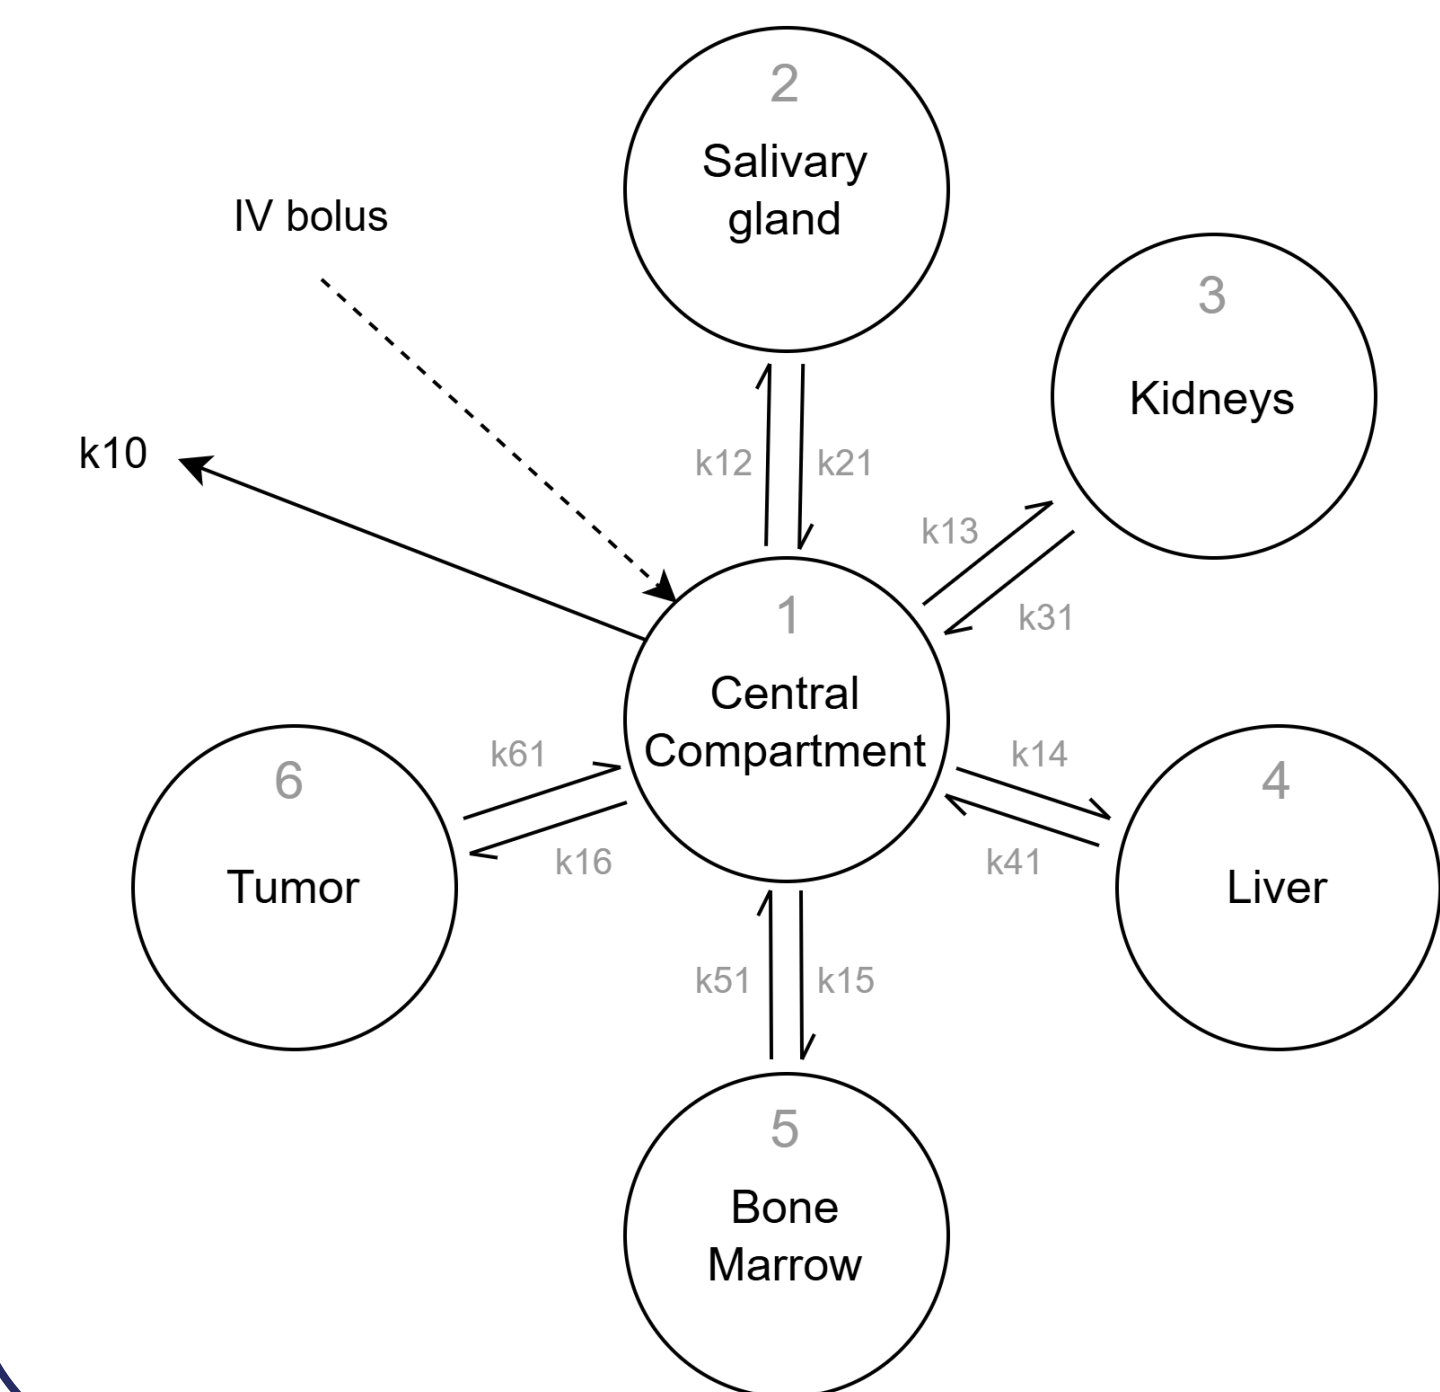 2
Salivary
gland
IV bolus
3
Kidneys
k10
k12
k21
k13
k31
1
Central
Compartment
k61
k16
k14
k41
6
Tumor
4
Liver
k51
k15
5
Bone
Marrow